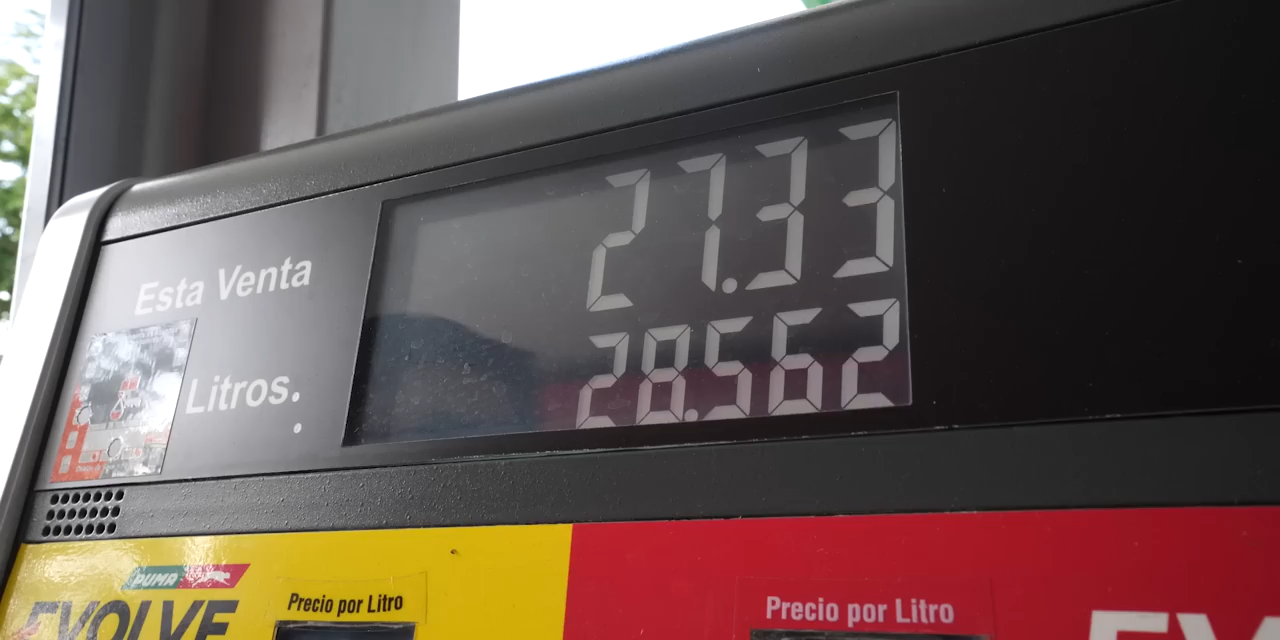 27.33
Esta Venta
28.562
Litros.
PUMA
EVOLVE
Precio por Litro
Precio por Litro